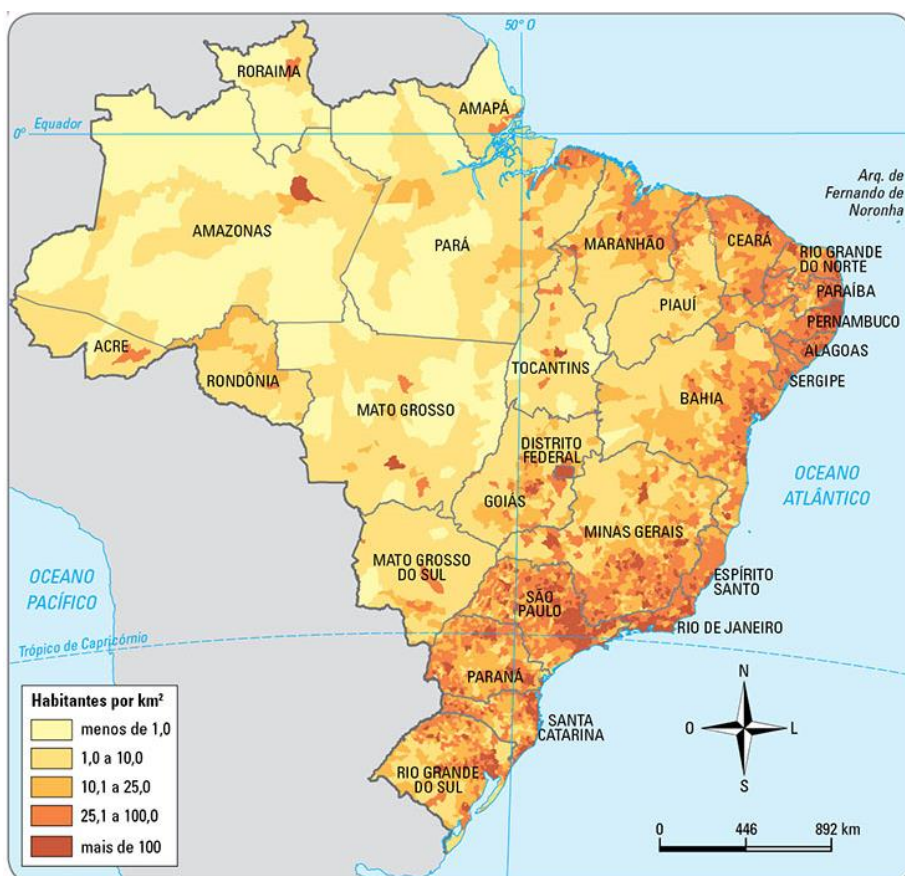 50º O
RORAIMA
AMAPÁ
0º
Equador
Arq. de
Fernando de
Noronha
AMAZONAS
PARÁ
MARANHÃO
CEARÁ
RIO GRANDE
DO NORTE
PARAÍBA
PIAUÍ
PERNAMBUCO
ACRE
ALAGOAS
RONDÔNIA
TOCANTINS
SERGIPE
MATO GROSSO
BAHIA
DISTRITO
FEDERAL
OCEANO
ATLÂNTICO
GOIÁS
MINAS GERAIS
MATO GROSSO
DO SUL
ESPÍRITO
SANTO
OCEANO
PACÍFICO
SÃO
PAULO
RIO DE JANEIRO
Trópico de Capricórnio
PARANÁ
N
Habitantes por km²
SANTA
CATARINA
O
L
menos de 1,0
1,0 a 10,0
RIO GRANDE
DO SUL
S
10,1 a 25,0
25,1 a 100,0
mais de 100
0
446
892 km